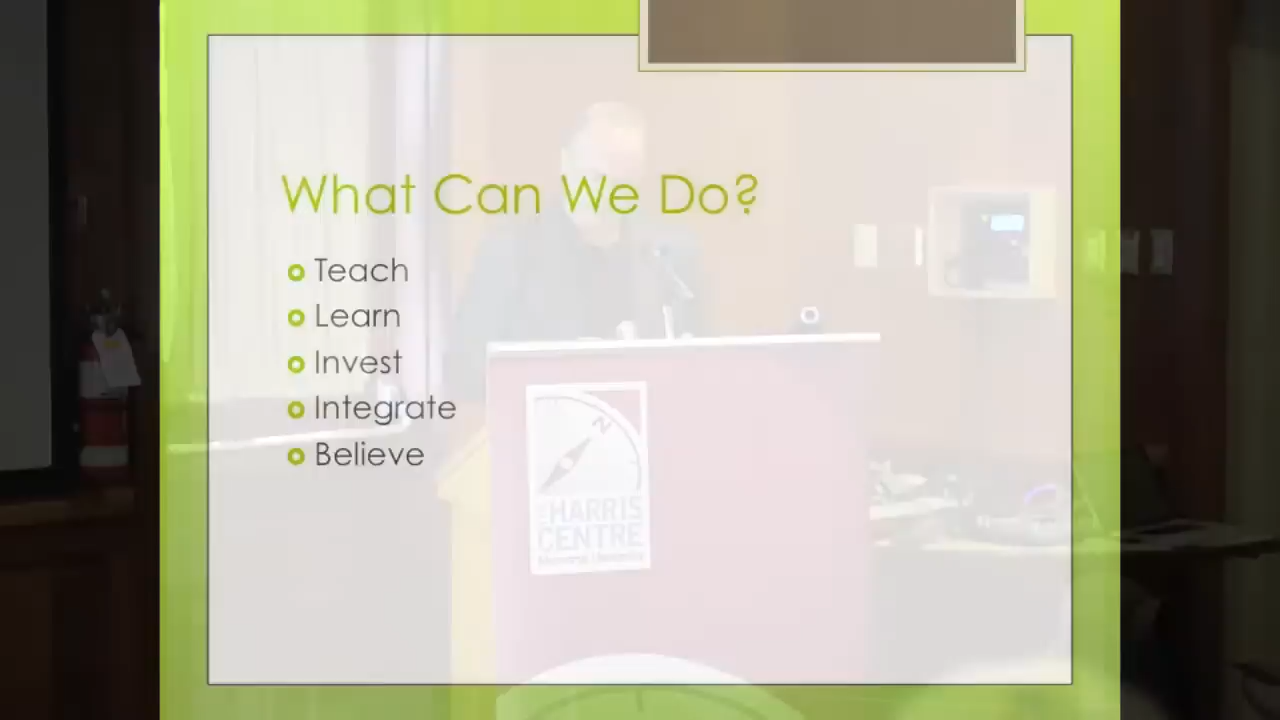 What Can We Do?
Teach
Learn
Invest
Integrate
Believe
N
HARRIS
CENTRE